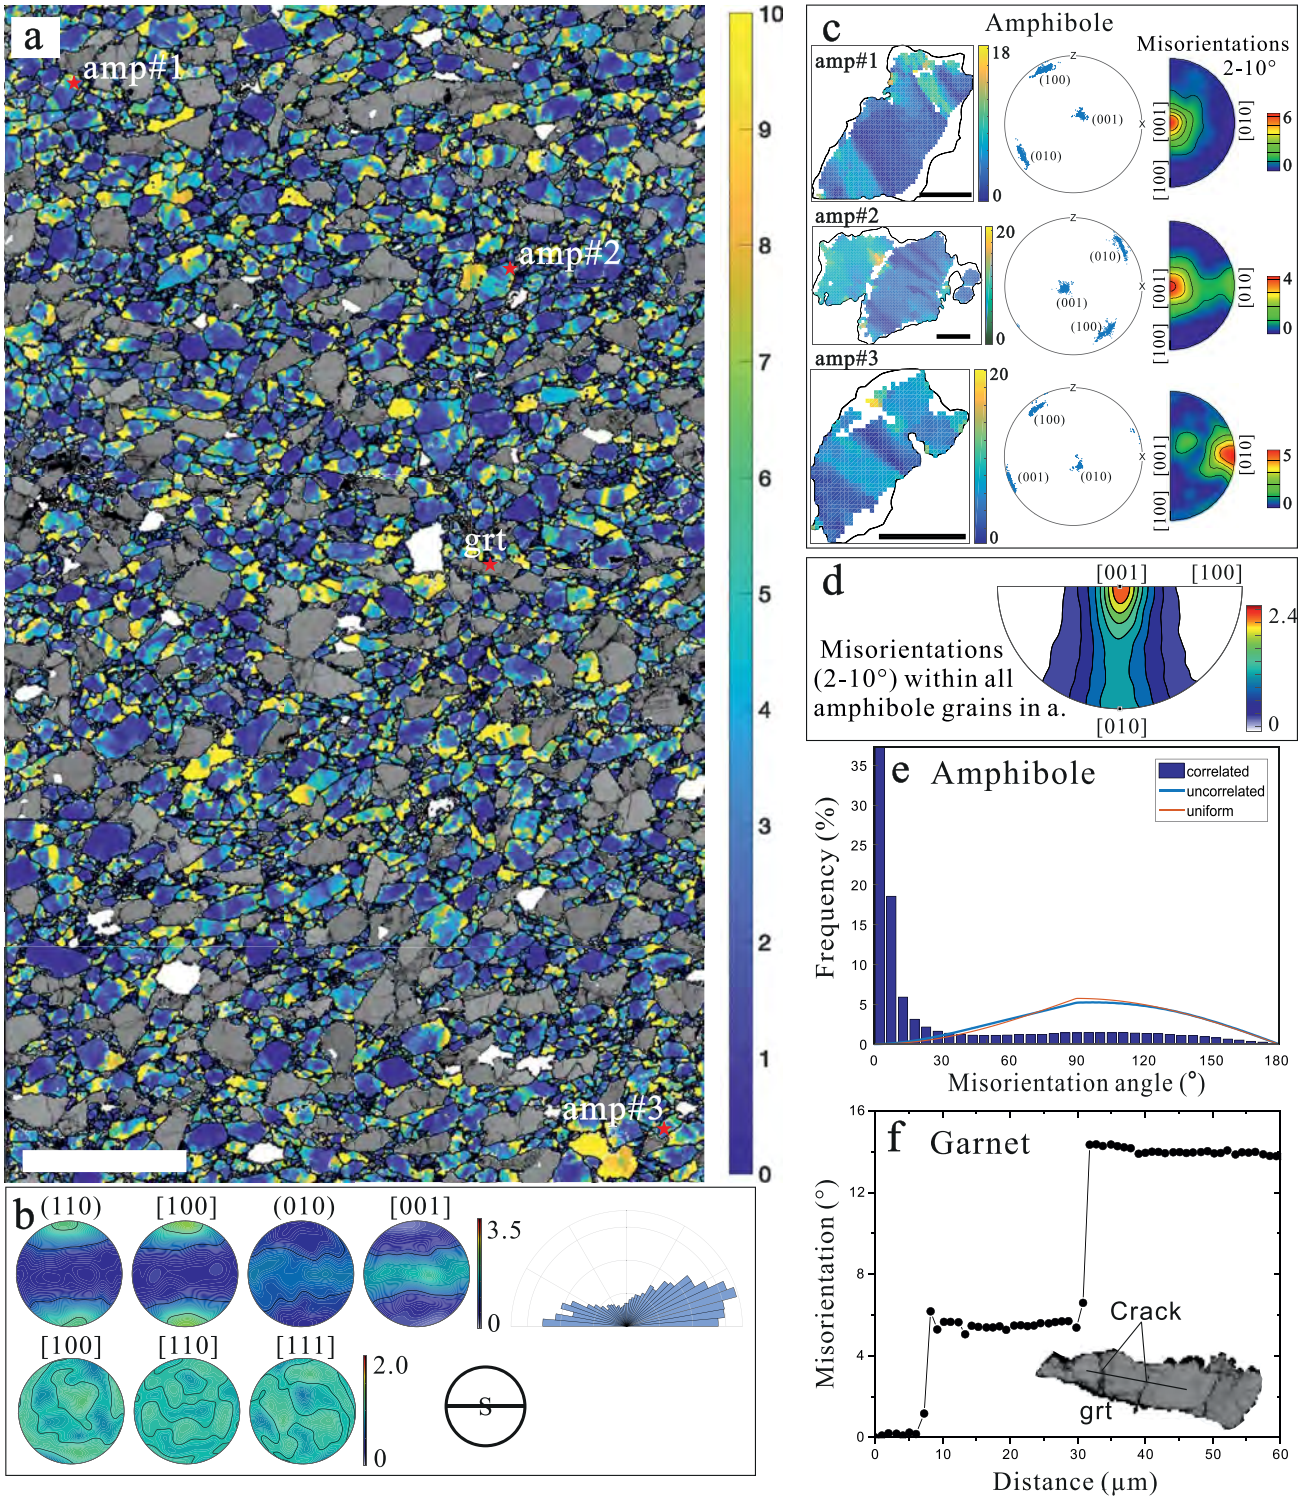 a
amp#1
amp#2
grt
amp#3
10
9
8
7
6
5
4
3
2
1
0
b
(110) [100] (010) [001]
3.5
0
[100] [110] [111]
2.0
0
S
c Amphibole
Misorientations
2-10°
amp#1
18
0
Z
X
(100)
(001)
(010)
[001]
[010]
[100]
6
0
amp#2
20
0
Z
X
(010)
(001)
(100)
[001]
[010]
[100]
4
0
amp#3
20
0
Z
X
(100)
(001)
(010)
[001]
[010]
[100]
5
0
d
[001] [100]
[010]
Misorientations
(2-10°) within all
amphibole grains in a.
2.4
0
e Amphibole
correlated
uncorrelated
uniform
Frequency (%)
35
30
25
20
15
10
5
0
0 30 60 90 120 150 180
Misorientation angle (°)
f Garnet
Misorientation (°)
16
12
8
4
0
Crack
grt
0 10 20 30 40 50 60
Distance (µm)